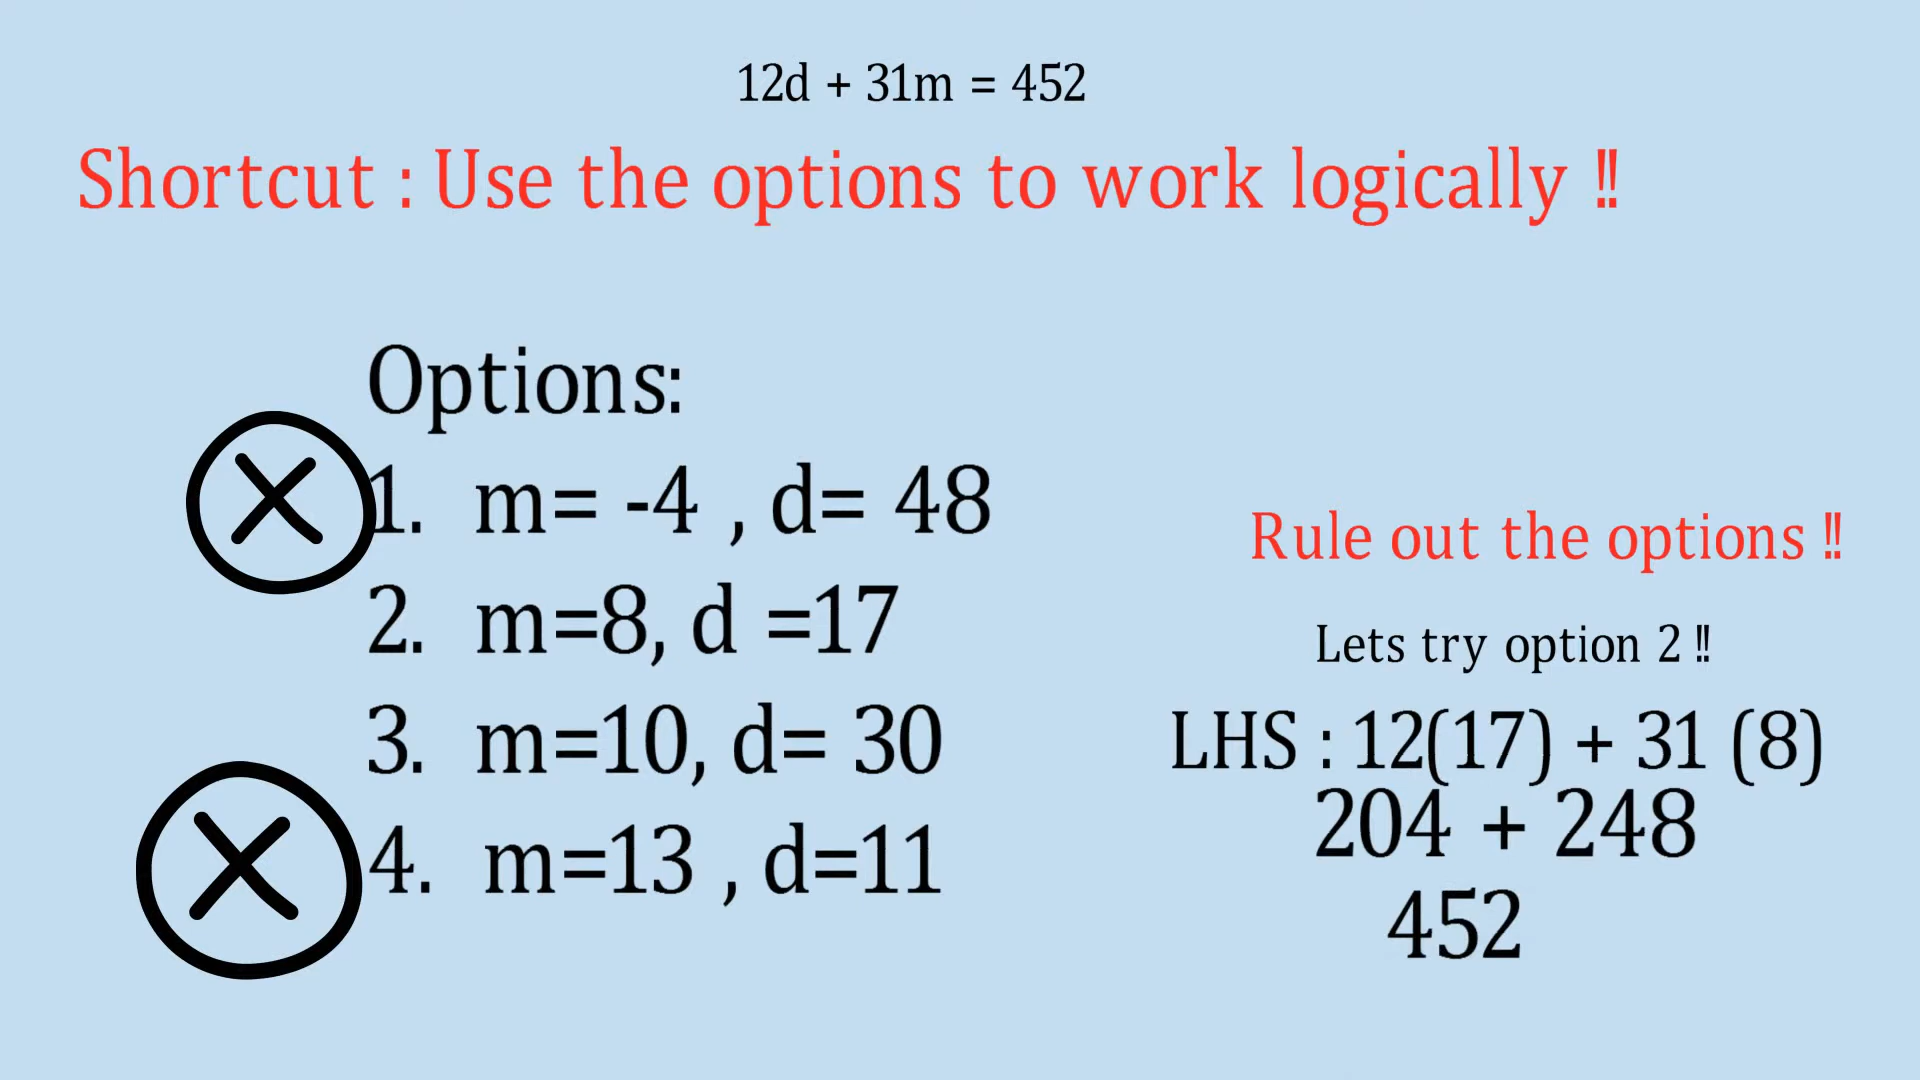 12d + 31m = 452
Shortcut : Use the options to work logically !!
Options:
1. m= -4 , d= 48
2. m=8, d =17
3. m=10, d= 30
4. m=13 , d=11
Rule out the options !!
Lets try option 2 !!
LHS : 12(17) + 31 (8)
204 + 248
452